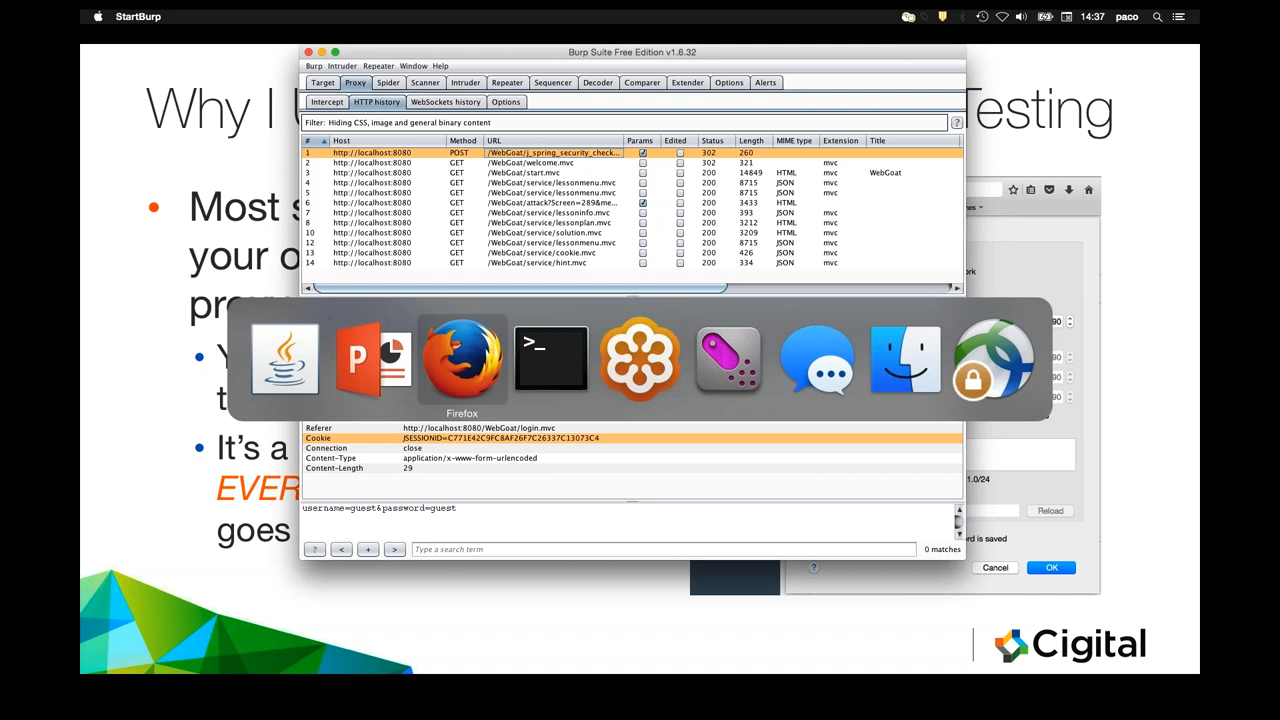 StartBurp 14:37 paco
Burp Suite Free Edition v1.6.32
Burp Intruder Repeater Window Help
Target Proxy Spider Scanner Intruder Repeater Sequencer Decoder Comparer Extender Options Alerts
Why I Testing
Intercept HTTP history WebSockets history Options
Filter: Hiding CSS, image and general binary content ?
# Host Method URL Params Edited Status Length MIME type Extension Title
1 http://localhost:8080 POST /WebGoat/j_spring_security_check... 302 260
2 http://localhost:8080 GET /WebGoat/welcome.mvc 302 321 mvc
3 http://localhost:8080 GET /WebGoat/start.mvc 200 14849 HTML mvc WebGoat
4 http://localhost:8080 GET /WebGoat/service/lessonmenu.mvc 200 8715 JSON mvc
5 http://localhost:8080 GET /WebGoat/service/lessonmenu.mvc 200 8715 JSON mvc
6 http://localhost:8080 GET /WebGoat/attack?Screen=289&me... 200 3433 HTML
7 http://localhost:8080 GET /WebGoat/service/lessoninfo.mvc 200 393 JSON mvc
8 http://localhost:8080 GET /WebGoat/service/lessonplan.mvc 200 3212 HTML mvc
10 http://localhost:8080 GET /WebGoat/service/solution.mvc 200 3209 HTML mvc
12 http://localhost:8080 GET /WebGoat/service/lessonmenu.mvc 200 8715 JSON mvc
13 http://localhost:8080 GET /WebGoat/service/cookie.mvc 200 426 JSON mvc
14 http://localhost:8080 GET /WebGoat/service/hint.mvc 200 334 JSON mvc
Most
your
Firefox
Referer http://localhost:8080/WebGoat/login.mvc
Cookie JSESSIONID=C771E42C9FC8AF26F7C26337C13073C4
Connection close
Content-Type application/x-www-form-urlencoded
Content-Length 29
It's a
EVER
goes
username=guest&password=guest
? < + > Type a search term 0 matches
1.0/24
Reload
rd is saved
? Cancel OK
Cigital